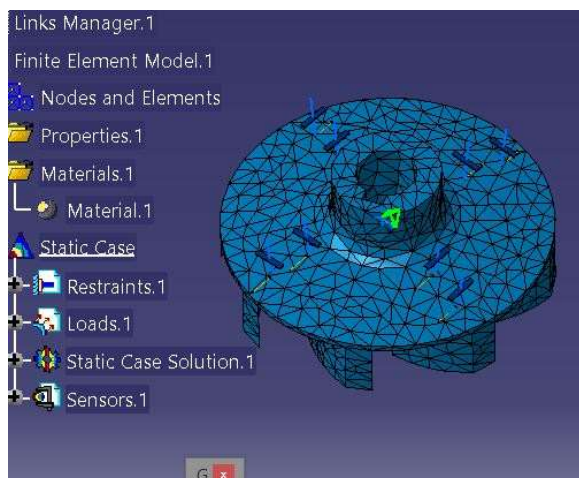 Links Manager.1
Finite Element Model.1
Nodes and Elements
Properties.1
Materials.1
Material.1
Static Case
Restraints.1
Loads.1
Static Case Solution.1
Sensors.1
G x